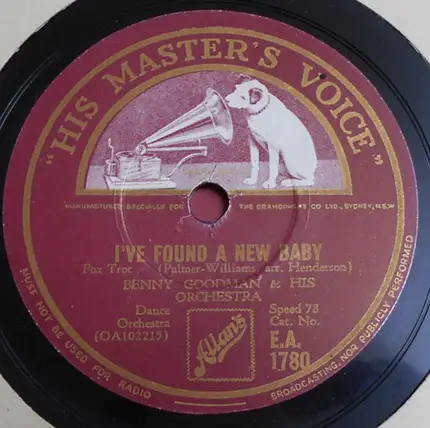 "HIS MASTER'S VOICE"
MANUFACTURED SPECIALLY FOR THE GRAMOPHONE CO LTD., SYDNEY, N.S.W
I'VE FOUND A NEW BABY
Fox Trot (Palmer-Williams, arr. Henderson)
BENNY GOODMAN & HIS
ORCHESTRA
Dance
Orchestra
(OA102215)
Allan's
Speed 78
Cat. No.
E.A.
1780
MUST NOT BE USED FOR RADIO BROADCASTING, NOR PUBLICLY PERFORMED